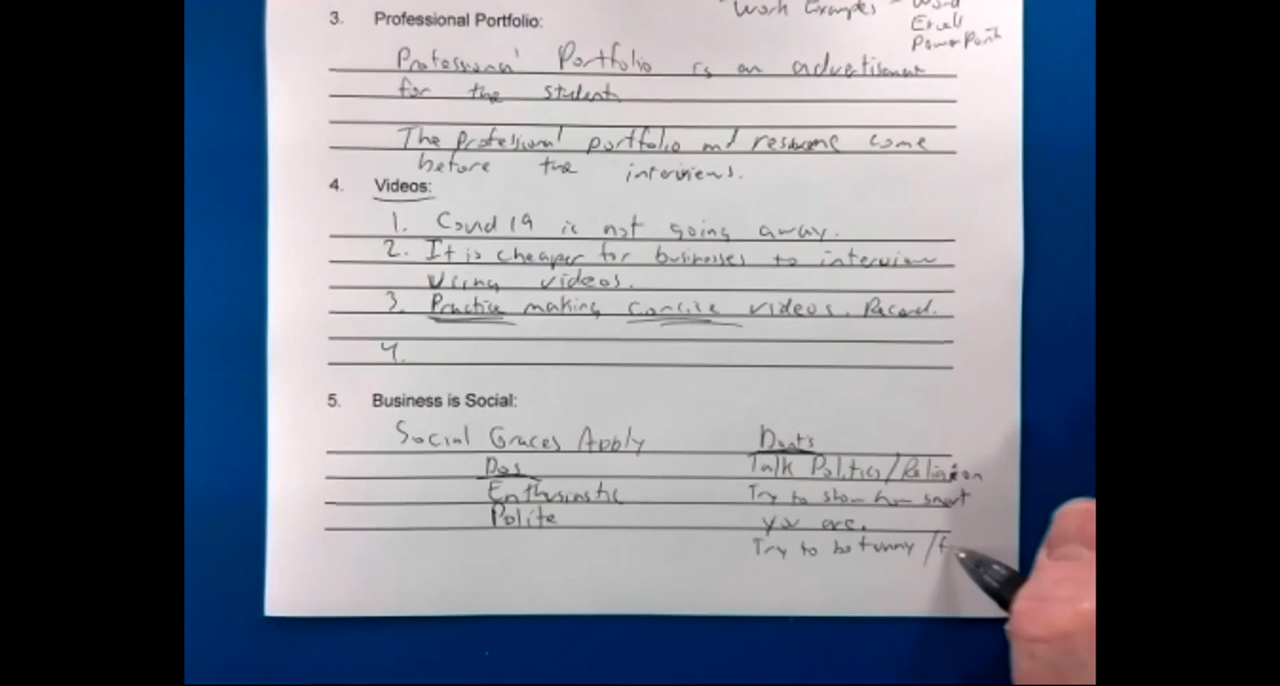 Work Examples - Word
Excell
PowerPoint
3. Professional Portfolio:
Professional Portfolio is an advertisement
for the student
The professional portfolio and resume come
before the interviews.
4. Videos:
1. Covid 19 is not going away.
2. It is cheaper for businesses to interview
Using videos.
3. Practice making concise videos. Record.
4.
5. Business is Social:
Social Graces Apply Don'ts
Dos Talk Politics/Religion
Enthusiastic Try to show how smart
Polite you are.
Try to be funny /f